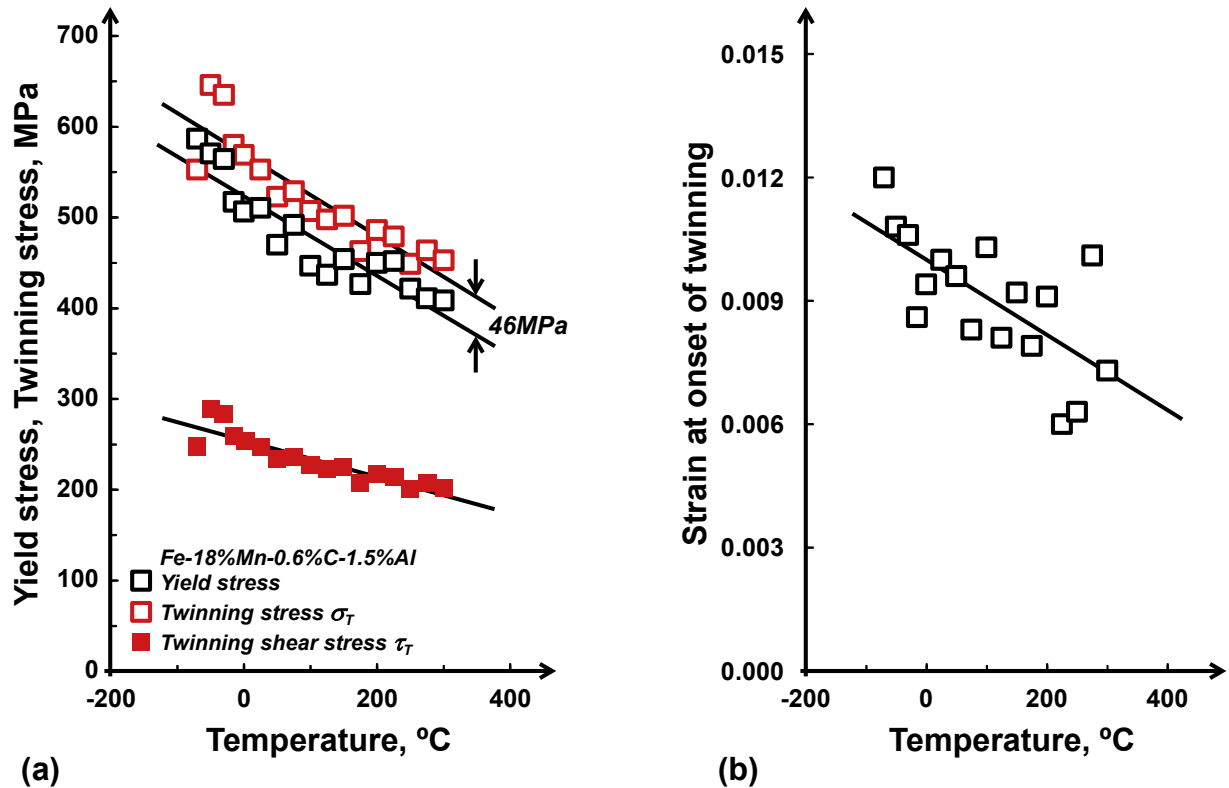 Yield stress, Twinning stress, MPa
700
600
500
400
300
200
100
0
-200
0
200
400
Temperature, ºC
46MPa
Fe-18%Mn-0.6%C-1.5%Al
Yield stress
Twinning stress σT
Twinning shear stress τT
(a)
Strain at onset of twinning
0.015
0.012
0.009
0.006
0.003
0.000
-200
0
200
400
Temperature, ºC
(b)